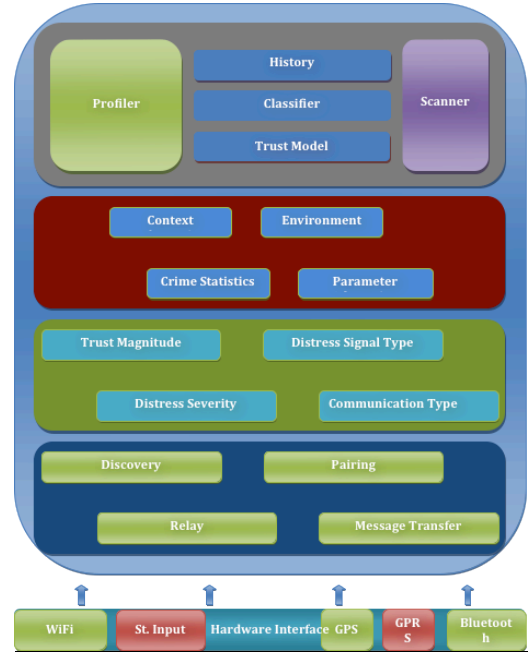 History
Profiler
Classifier
Scanner
Trust Model
Context
Environment
Crime Statistics
Parameter
Trust Magnitude
Distress Signal Type
Distress Severity
Communication Type
Discovery
Pairing
Relay
Message Transfer
WiFi
St. Input
Hardware Interface
GPS
GPR
S
Bluetoot
h